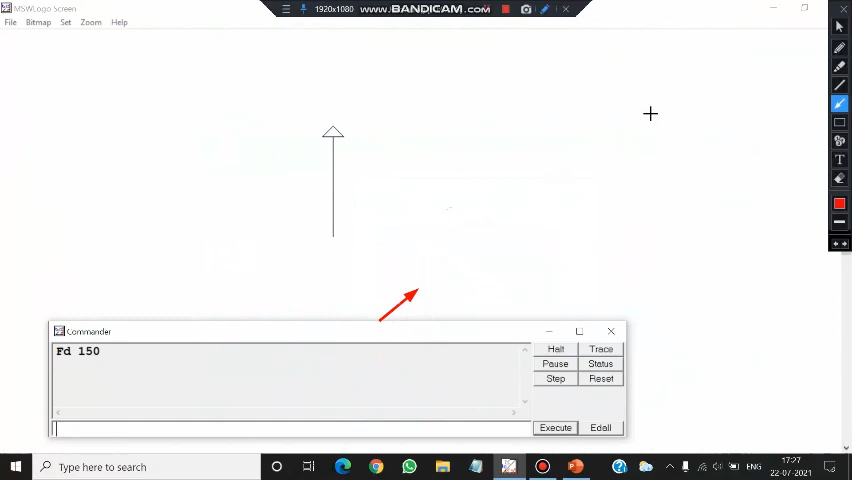 MSWLogo Screen
1920x1080
www.BANDICAM.com
File Bitmap Set Zoom Help
Commander
Fd 150
Halt Trace
Pause Status
Step Reset
Execute Edall
T
Type here to search
ENG
17:27
22-07-2021